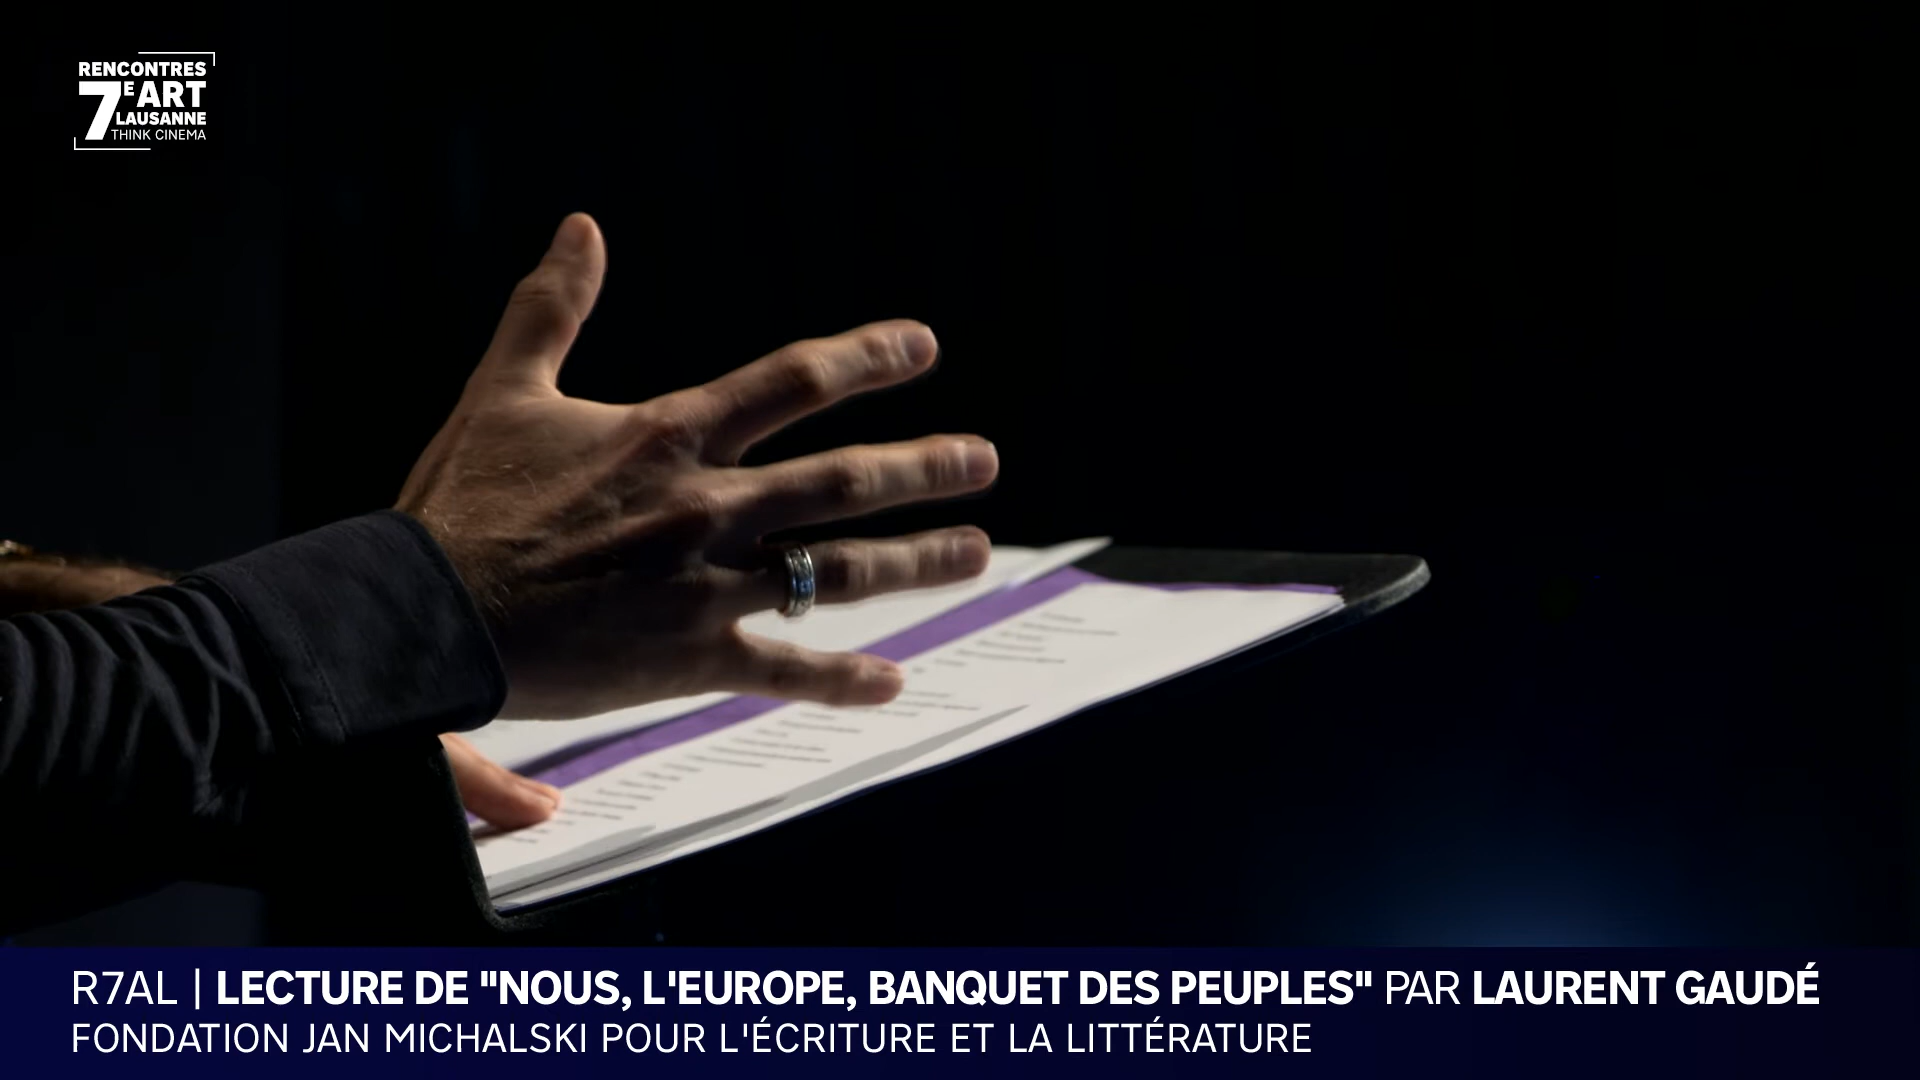 RENCONTRES
7E ART
LAUSANNE
THINK CINEMA
R7AL | LECTURE DE "NOUS, L'EUROPE, BANQUET DES PEUPLES" PAR LAURENT GAUDÉ
FONDATION JAN MICHALSKI POUR L'ÉCRITURE ET LA LITTÉRATURE